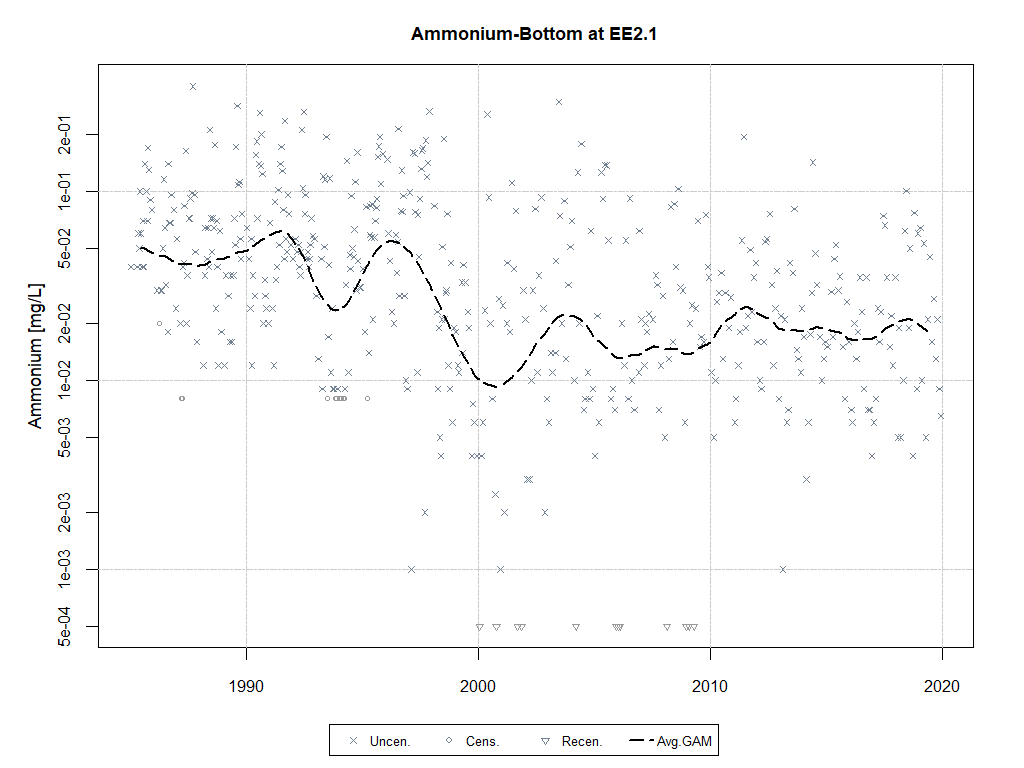 Ammonium-Bottom at EE2.1
Ammonium [mg/L]
2e-01
1e-01
5e-02
2e-02
1e-02
5e-03
2e-03
1e-03
5e-04
1990 2000 2010 2020
Uncen. Cens. Recen. Avg.GAM